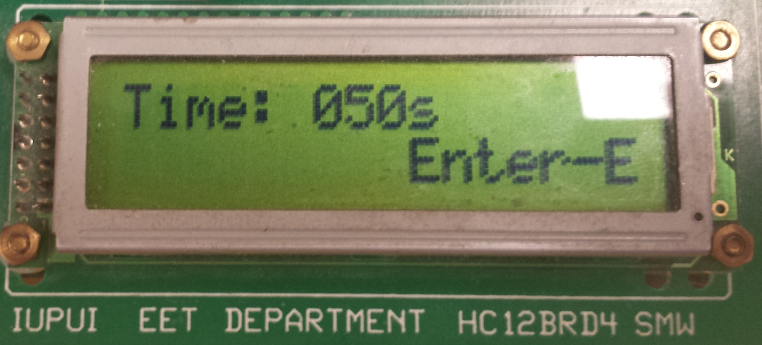 Time: 050s
Enter-E
K
IUPUI EET DEPARTMENT HC12BRD4 SMW